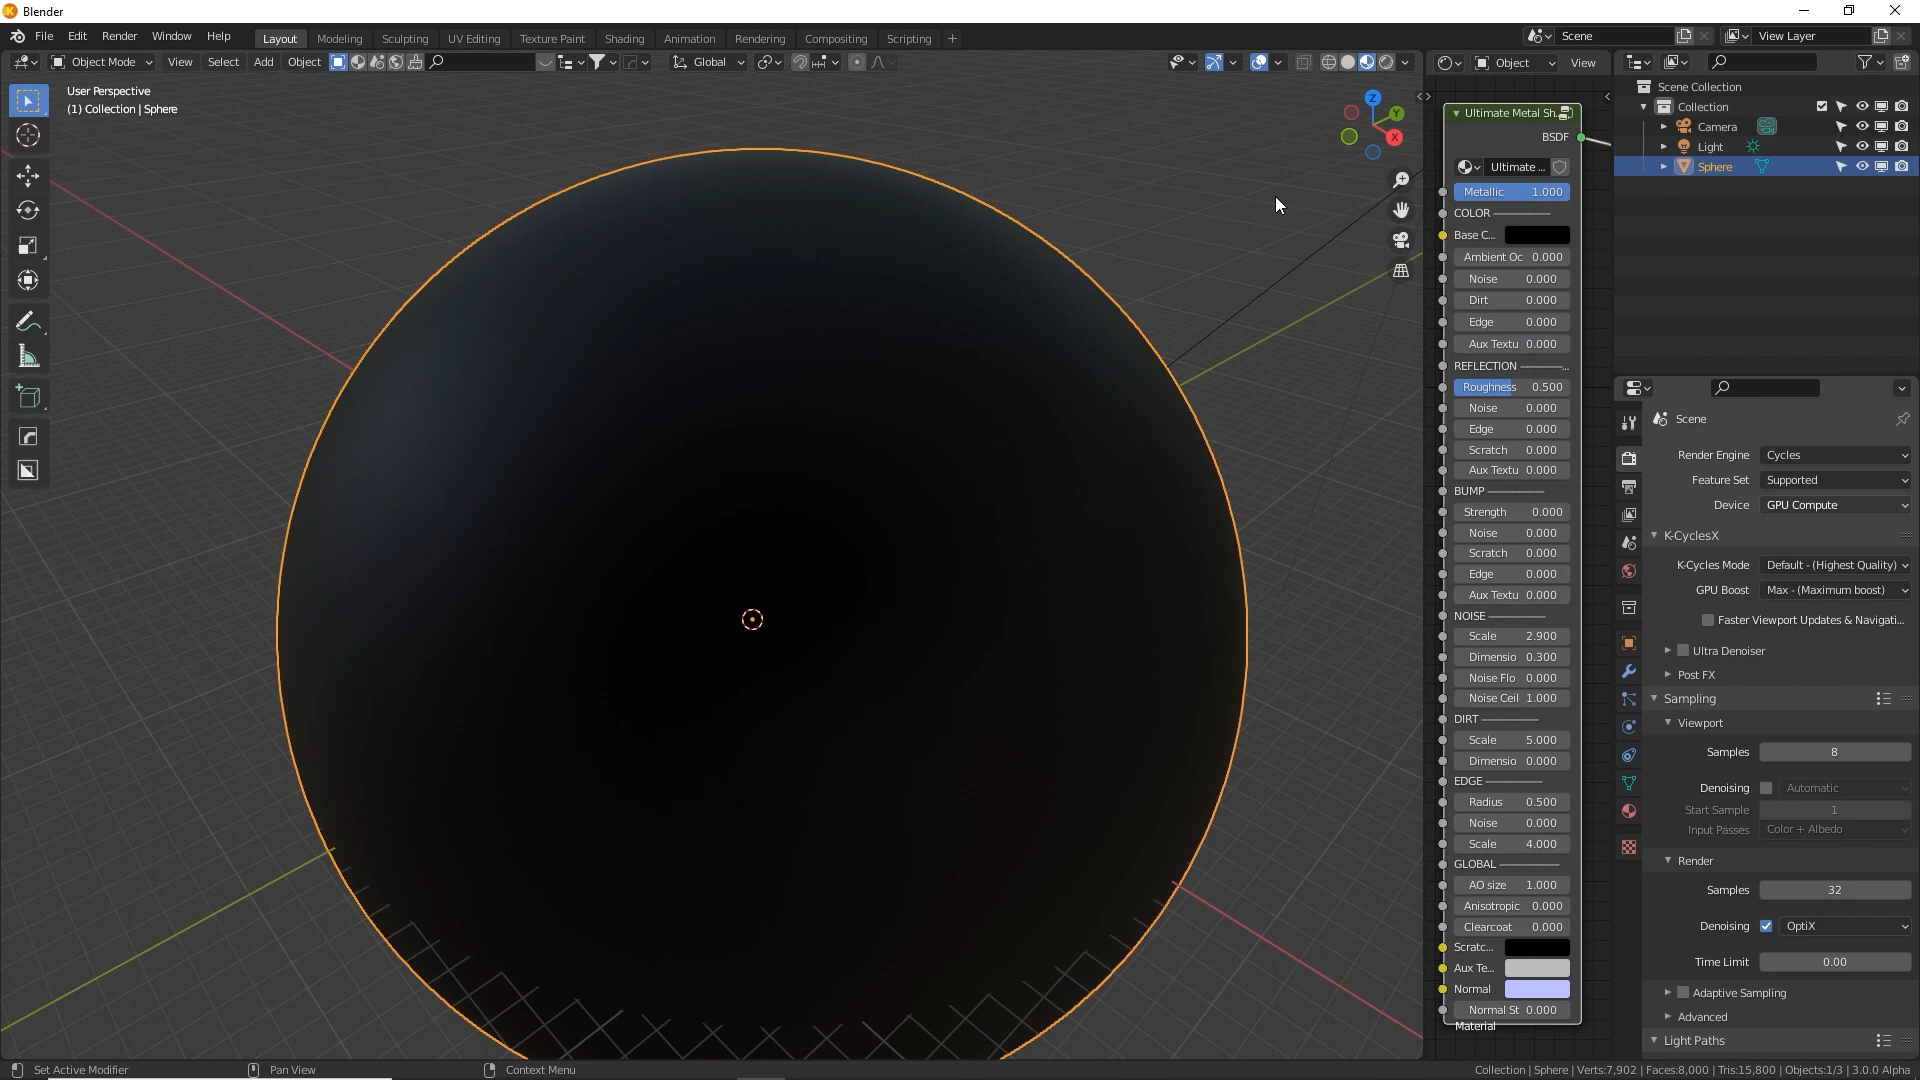 Blender
File Edit Render Window Help
Layout Modeling Sculpting UV Editing Texture Paint Shading Animation Rendering Compositing Scripting +
Scene
View Layer
Object Mode View Select Add Object
Global
Object View
User Perspective
(1) Collection | Sphere
Z
Y
X
Ultimate Metal Sh...
BSDF
Ultimate ...
Metallic 1.000
COLOR
Base C...
Ambient Oc 0.000
Noise 0.000
Dirt 0.000
Edge 0.000
Aux Textu 0.000
REFLECTION
Roughness 0.500
Noise 0.000
Edge 0.000
Scratch 0.000
Aux Textu 0.000
BUMP
Strength 0.000
Noise 0.000
Scratch 0.000
Edge 0.000
Aux Textu 0.000
NOISE
Scale 2.900
Dimensio 0.300
Noise Flo 0.000
Noise Ceil 1.000
DIRT
Scale 5.000
Dimensio 0.000
EDGE
Radius 0.500
Noise 0.000
Scale 4.000
GLOBAL
AO size 1.000
Anisotropic 0.000
Clearcoat 0.000
Scratc...
Aux Te...
Normal
Normal St 0.000
Material
Scene Collection
Collection
Camera
Light
Sphere
Scene
Render Engine Cycles
Feature Set Supported
Device GPU Compute
K-CyclesX
K-Cycles Mode Default - (Highest Quality)
GPU Boost Max - (Maximum boost)
Faster Viewport Updates & Navigati...
Ultra Denoiser
Post FX
Sampling
Viewport
Samples 8
Denoising Automatic
Start Sample 1
Input Passes Color + Albedo
Render
Samples 32
Denoising OptiX
Time Limit 0.00
Adaptive Sampling
Advanced
Light Paths
Set Active Modifier Pan View Context Menu
Collection | Sphere | Verts:7,902 | Faces:8,000 | Tris:15,800 | Objects:1/3 | 3.0.0 Alpha